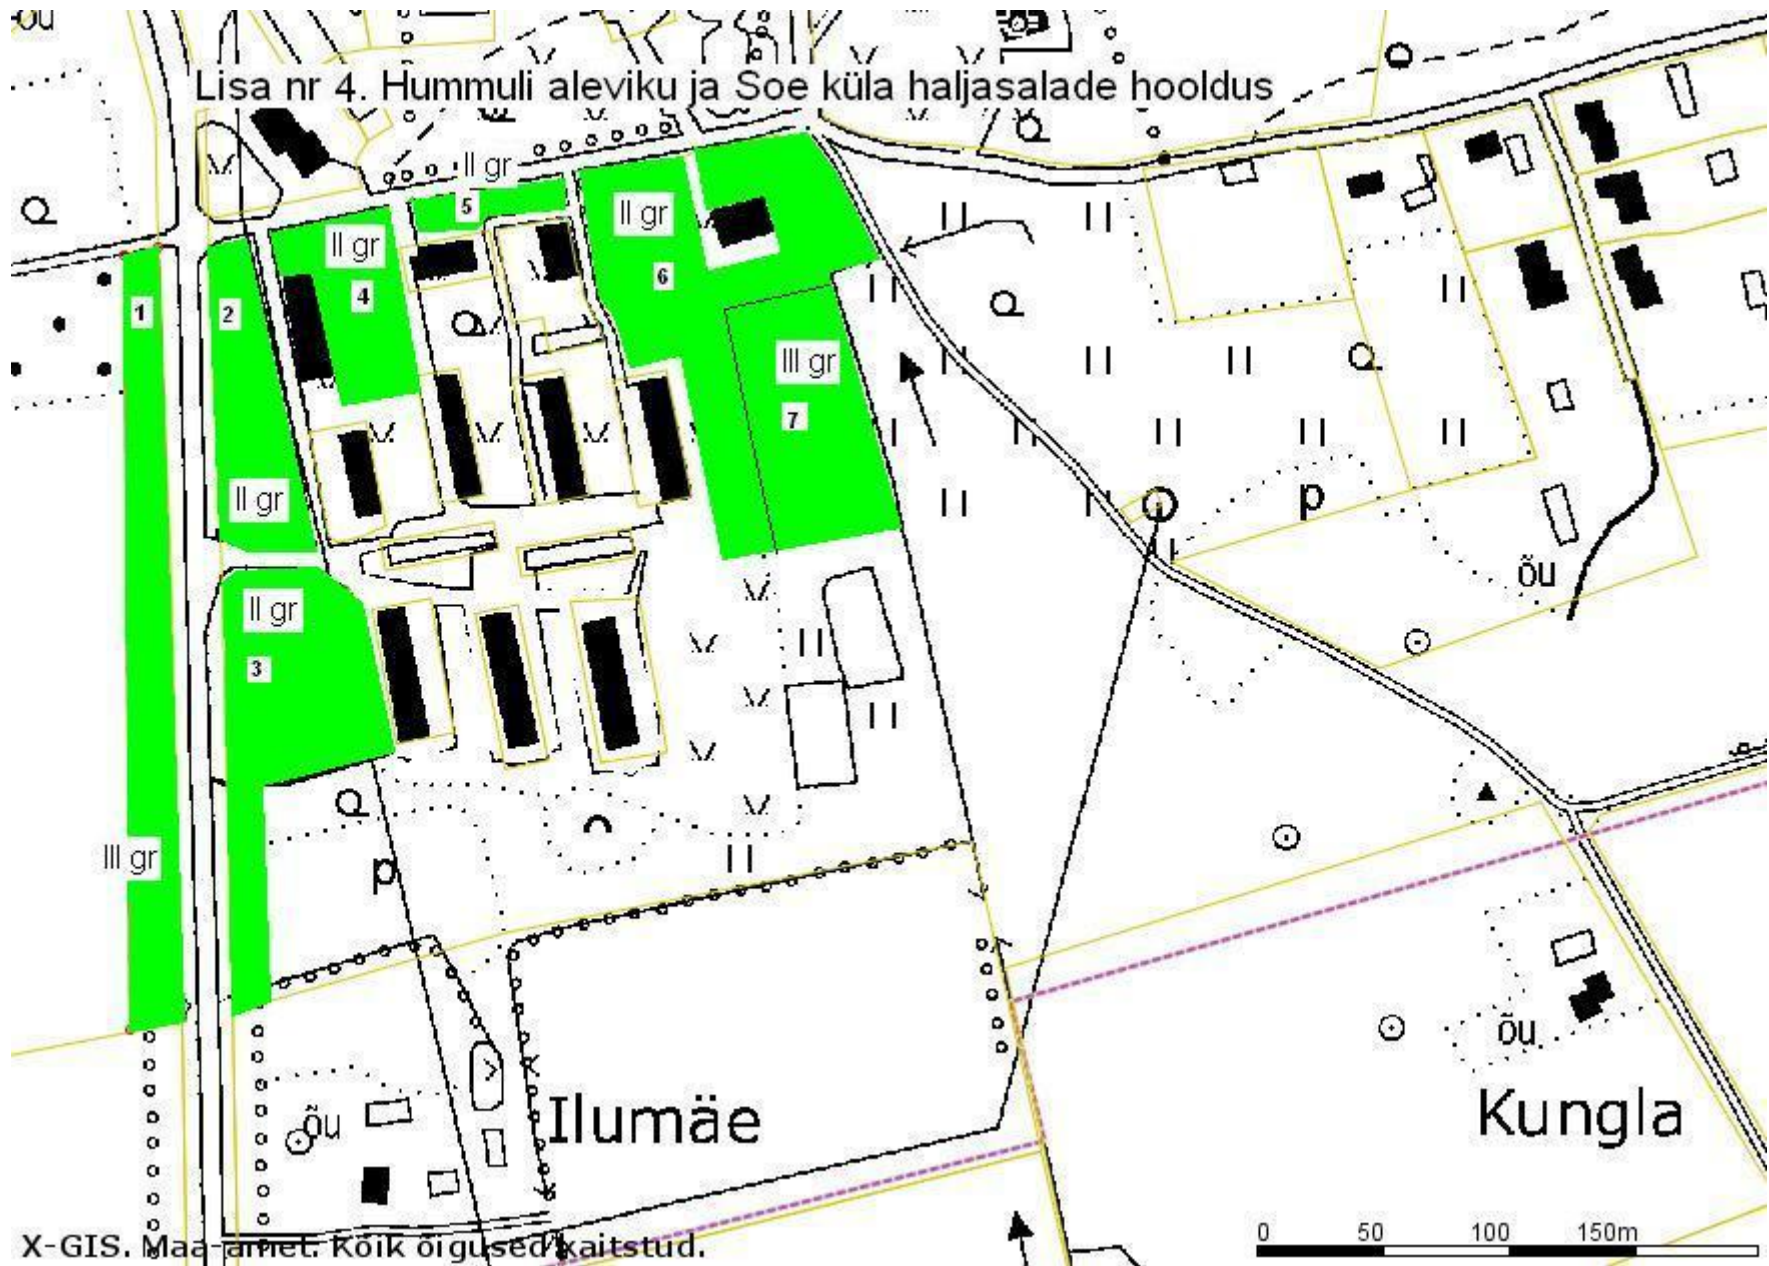 õu
Lisa nr 4. Hummuli aleviku ja Soe küla haljasalade hooldus
II gr
5
II gr
4
II gr
6
1
2
III gr
7
II gr
p
õu
II gr
3
III gr
p
õu
Ilumäe
õu
Kungla
X-GIS. Maa-amet. Kõik õigused kaitstud.
0 50 100 150m